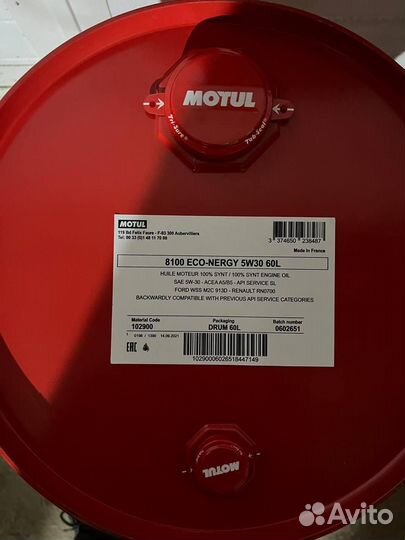 MOTUL
Tri-Sure®
Tab-Seal®
MOTUL
119 Bd Felix Faure - F-93 300 Aubervilliers
Tel: 00 33 (0)1 48 11 70 00
3 374650 238487
Made in France
8100 ECO-NERGY 5W30 60L
HUILE MOTEUR 100% SYNT / 100% SYNT ENGINE OIL
SAE 5W-30 - ACEA A5/B5 - API SERVICE SL
FORD WSS M2C 913D - RENAULT RN0700
BACKWARDLY COMPATIBLE WITH PREVIOUS API SERVICE CATEGORIES
Material Code Packaging Batch number
102900 DRUM 60L 0602651
14.06.2021
EAC
10290006026518447149
MOTUL
Avito